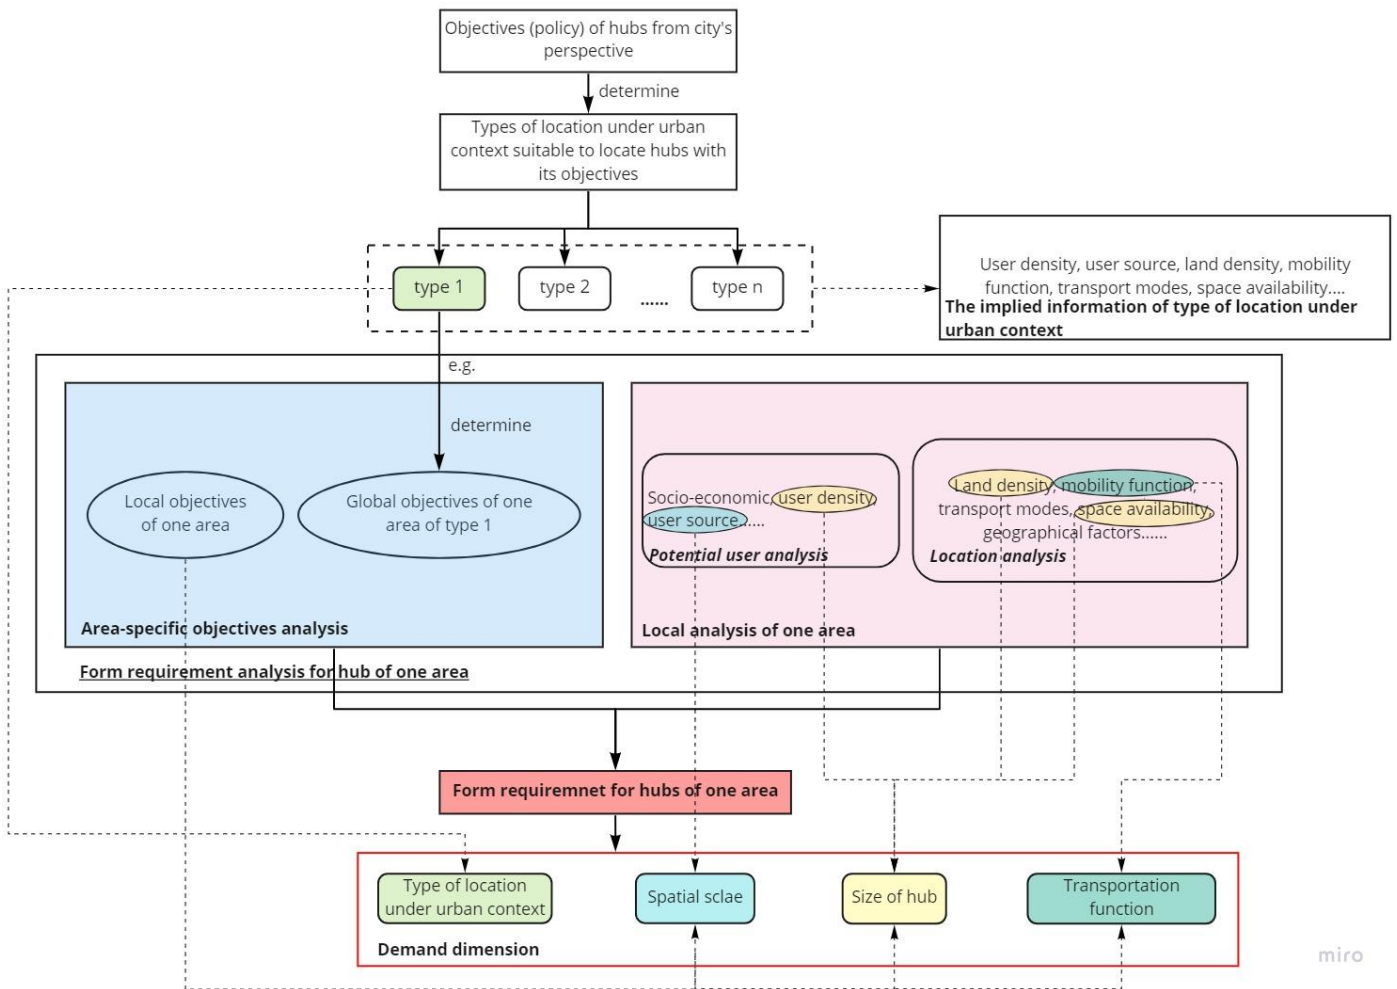 Objectives (policy) of hubs from city's
perspective
determine
Types of location under urban
context suitable to locate hubs with
its objectives
type 1
type 2
......
type n
User density, user source, land density, mobility
function, transport modes, space availability....
The implied information of type of location under
urban context
e.g.
determine
Local objectives
of one area
Global objectives of one
area of type 1
Area-specific objectives analysis
Socio-economic, user density,
user source......
Potential user analysis
Land density, mobility function,
transport modes, space availability,
geographical factors......
Location analysis
Local analysis of one area
Form requirement analysis for hub of one area
Form requiremnet for hubs of one area
Type of location
under urban context
Spatial sclae
Size of hub
Transportation
function
Demand dimension
miro